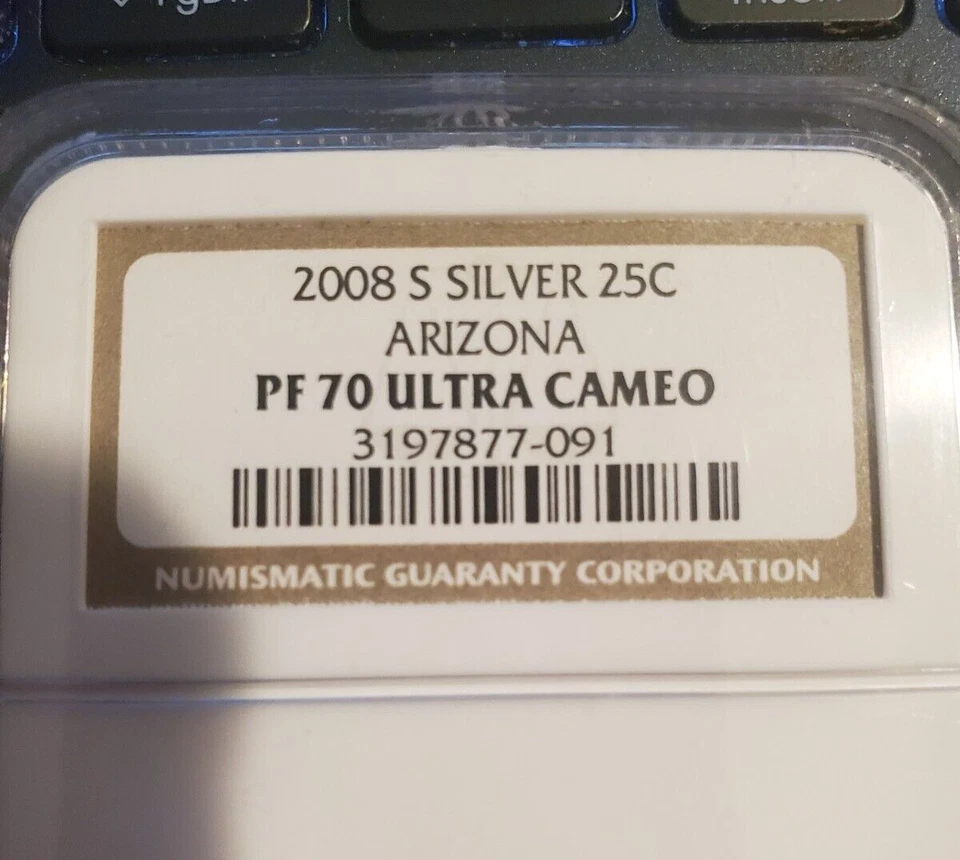 2008 S SILVER 25C
ARIZONA
PF 70 ULTRA CAMEO
3197877-091
NUMISMATIC GUARANTY CORPORATION